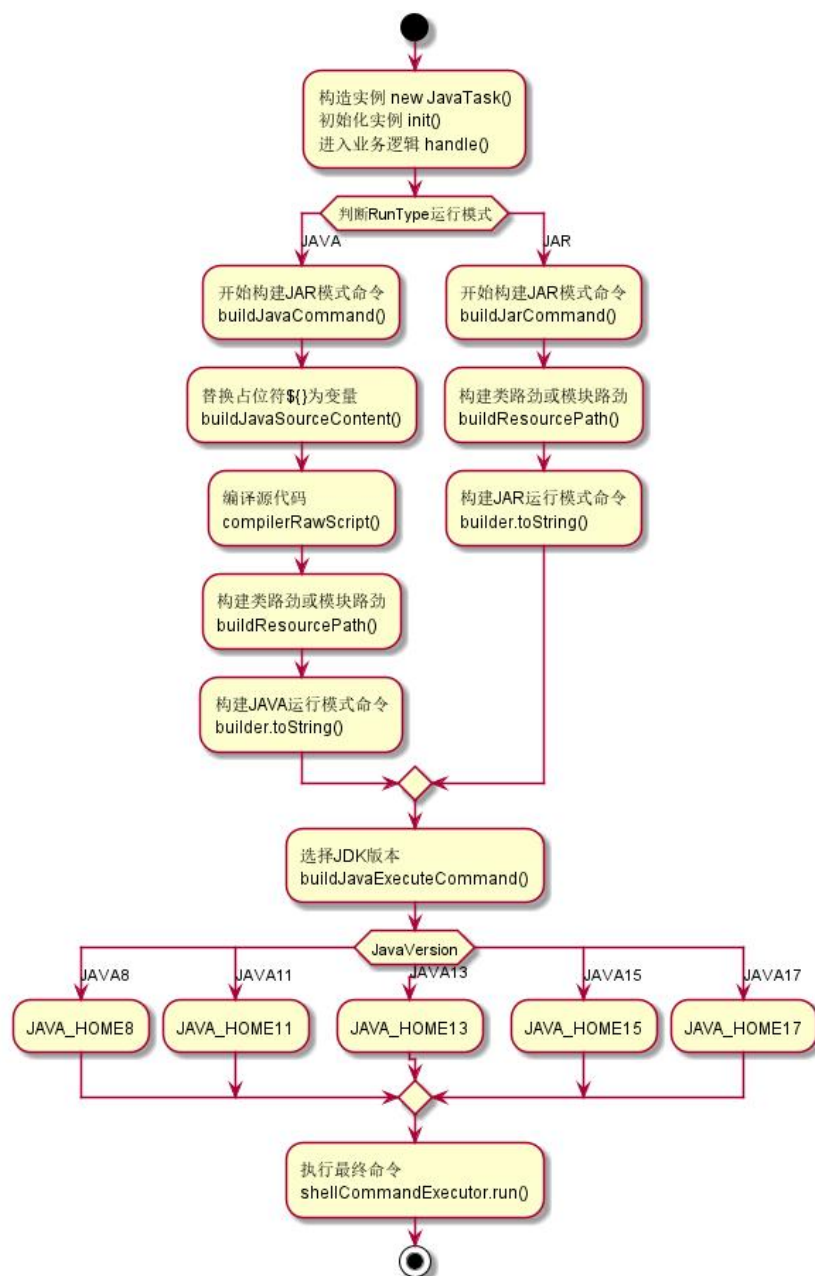 构造实例 new JavaTask()
初始化实例 init()
进入业务逻辑 handle()
判断RunType运行模式
JAVA
JAR
开始构建JAR模式命令
buildJavaCommand()
开始构建JAR模式命令
buildJarCommand()
替换占位符${}为变量
buildJavaSourceContent()
构建类路劲或模块路劲
buildResourcePath()
编译源代码
compilerRawScript()
构建JAR运行模式命令
builder.toString()
构建类路劲或模块路劲
buildResourcePath()
构建JAVA运行模式命令
builder.toString()
选择JDK版本
buildJavaExecuteCommand()
JavaVersion
JAVA8
JAVA11
JAVA13
JAVA15
JAVA17
JAVA_HOME8
JAVA_HOME11
JAVA_HOME13
JAVA_HOME15
JAVA_HOME17
执行最终命令
shellCommandExecutor.run()